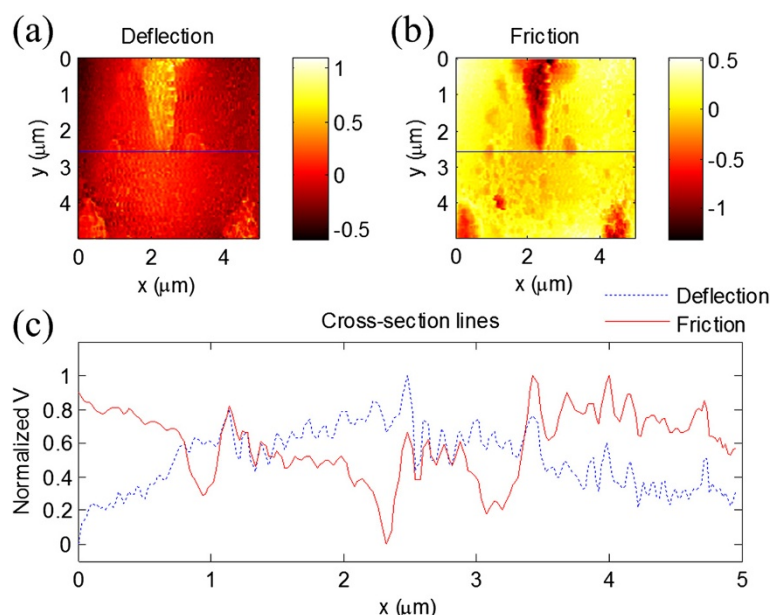 (a)
Deflection
0
1
2
3
4
y (μm)
0 2 4
x (μm)
1
0.5
0
-0.5
(b)
Friction
0
1
2
3
4
y (μm)
0 2 4
x (μm)
0.5
0
-0.5
-1
(c)
Cross-section lines
Deflection
Friction
Normalized V
1
0.8
0.6
0.4
0.2
0
0 1 2 3 4 5
x (μm)